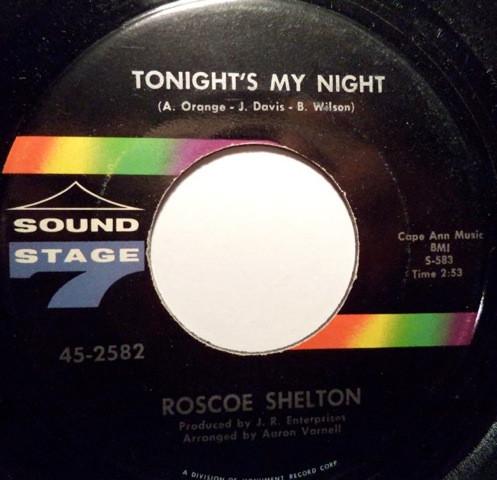 TONIGHT'S MY NIGHT
(A. Orange - J. Davis - B. Wilson)
SOUND
STAGE
7
Cape Ann Music
BMI
S-583
Time 2:53
45-2582
ROSCOE SHELTON
Produced by J. R. Enterprises
Arranged by Aaron Varnell
A DIVISION OF MONUMENT RECORD CORP.